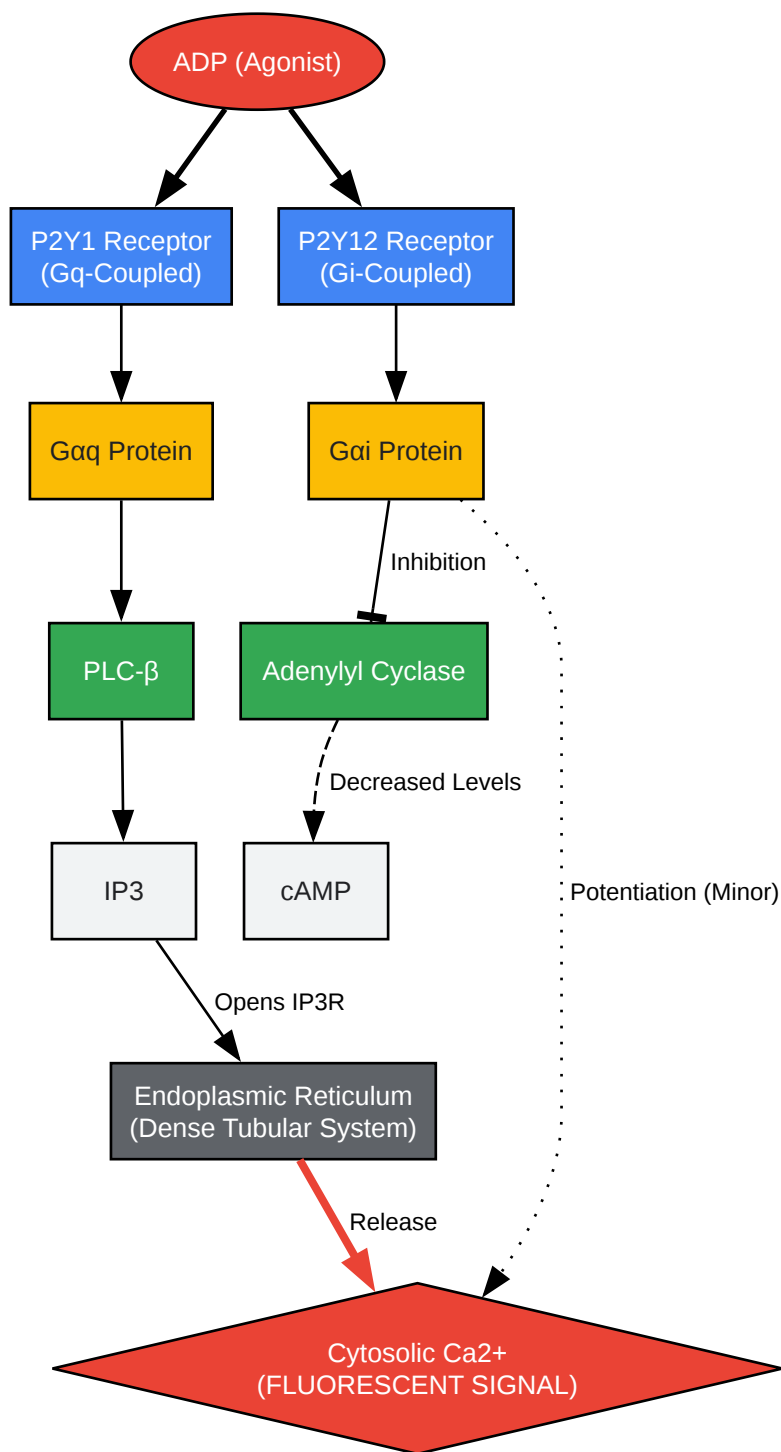 ADP (Agonist)
P2Y1 Receptor
(Gq-Coupled)
P2Y12 Receptor
(Gi-Coupled)
Gαq Protein
Gαi Protein
Inhibition
PLC-β
Adenylyl Cyclase
Decreased Levels
IP3
cAMP
Potentiation (Minor)
Opens IP3R
Endoplasmic Reticulum
(Dense Tubular System)
Release
Cytosolic Ca2+
(FLUORESCENT SIGNAL)